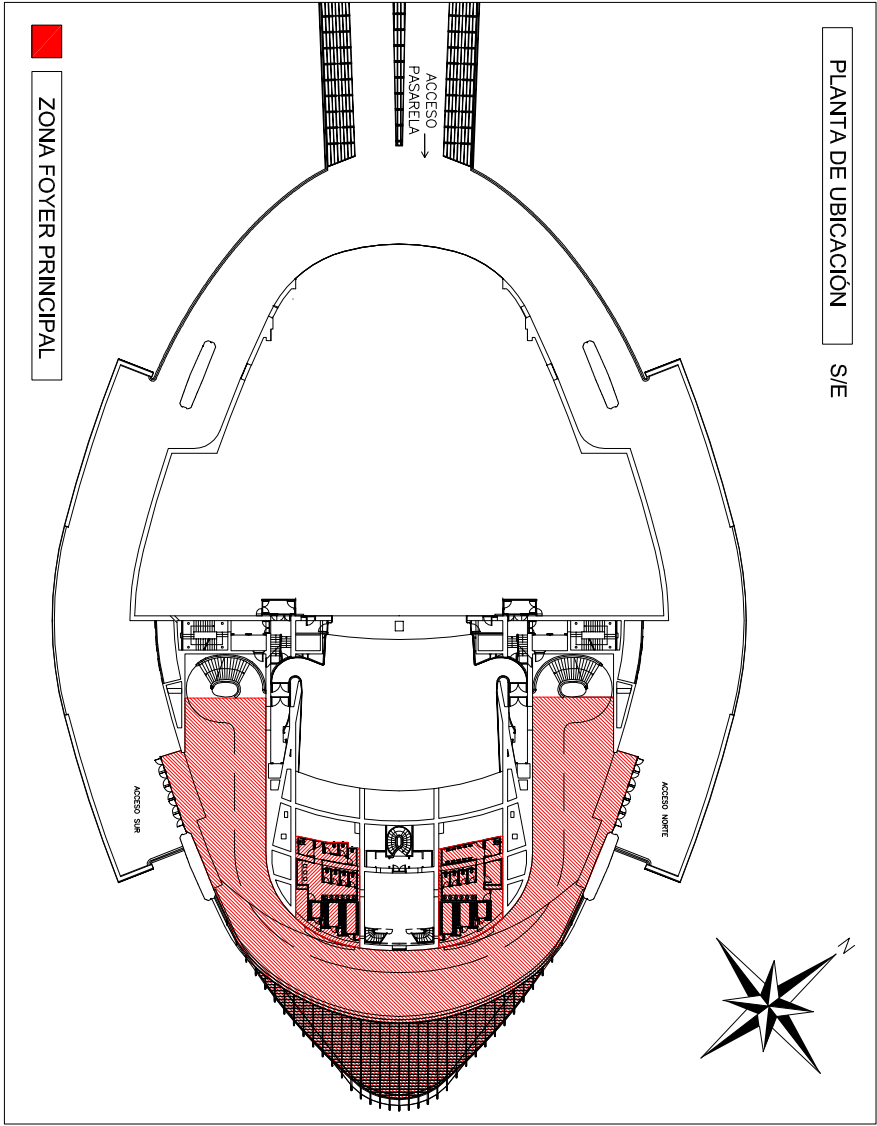 PLANTA DE UBICACIÓN
S/E
ACCESO
PASARELA
ACCESO NORTE
ACCESO SUR
N
ZONA FOYER PRINCIPAL